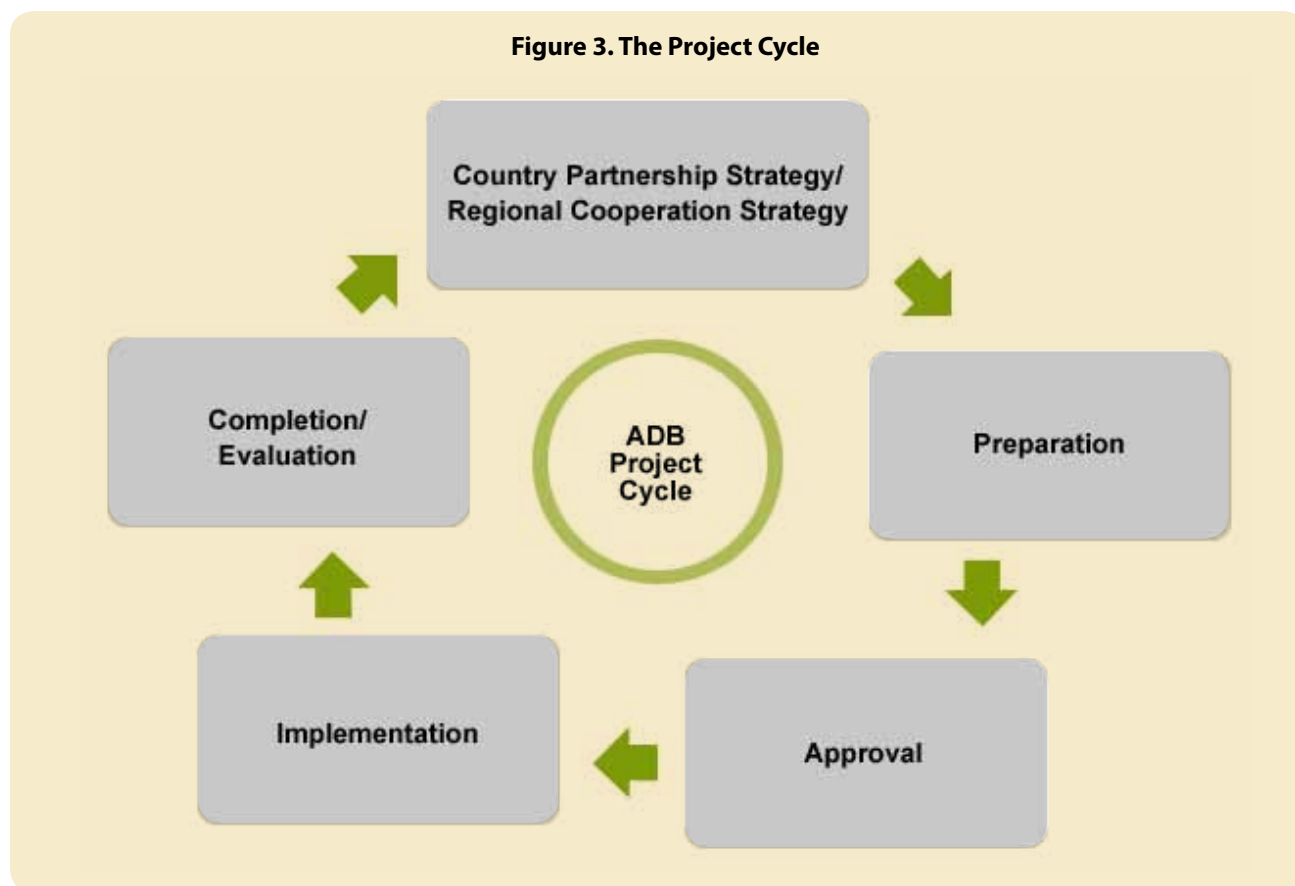 Figure 3. The Project Cycle
Country Partnership Strategy/
Regional Cooperation Strategy
Preparation
Approval
Implementation
Completion/
Evaluation
ADB
Project
Cycle